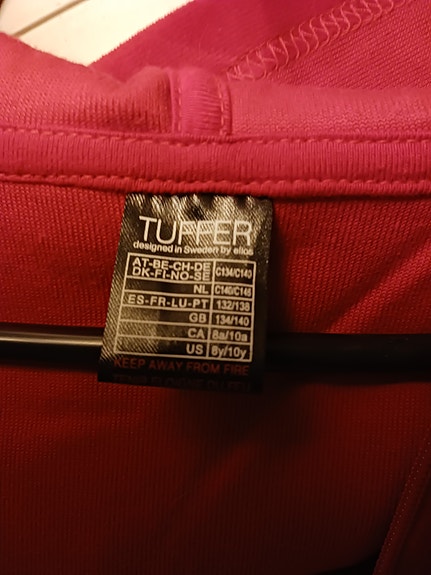 TUFFER
designed in Sweden by ellos
AT-BE-CH-DE
DK-FI-NO-SE C134/C140
NL C140/C146
ES-FR-LU-PT 132/138
GB 134/140
CA 8a/10a
US 8y/10y
KEEP AWAY FROM FIRE